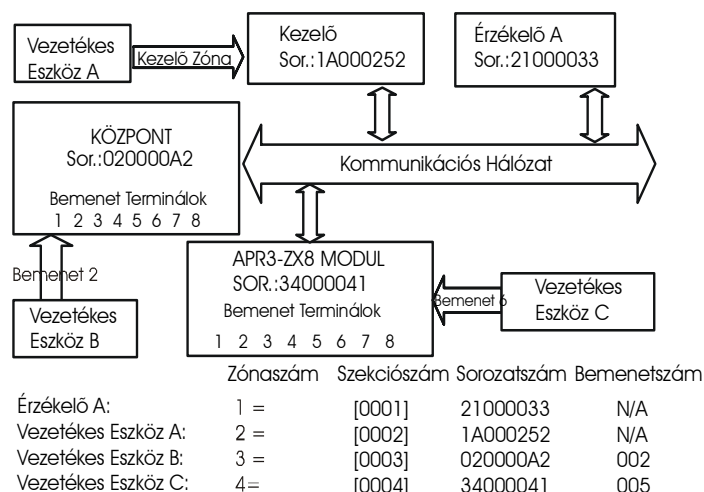 Vezetékes
Eszköz A
Kezelő Zóna
Kezelő
Sor.:1A000252
Érzékelő A
Sor.:21000033
KÖZPONT
Sor.:020000A2
Bemenet Terminálok
1 2 3 4 5 6 7 8
Kommunikációs Hálózat
Bemenet 2
Vezetékes
Eszköz B
APR3-ZX8 MODUL
SOR.:34000041
Bemenet Terminálok
1 2 3 4 5 6 7 8
Bemenet 6
Vezetékes
Eszköz C
Zónaszám Szekciószám Sorozatszám Bemenetszám
Érzékelő A: 1 = [0001] 21000033 N/A
Vezetékes Eszköz A: 2 = [0002] 1A000252 N/A
Vezetékes Eszköz B: 3 = [0003] 020000A2 002
Vezetékes Eszköz C: 4= [0004] 34000041 005